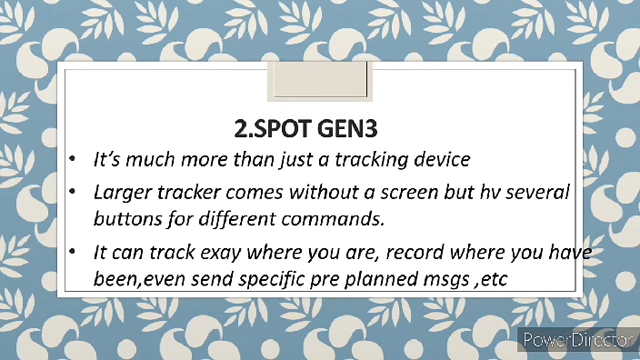 2.SPOT GEN3
• It's much more than just a tracking device
• Larger tracker comes without a screen but hv several
buttons for different commands.
• It can track exay where you are, record where you have
been,even send specific pre planned msgs ,etc
PowerDirector